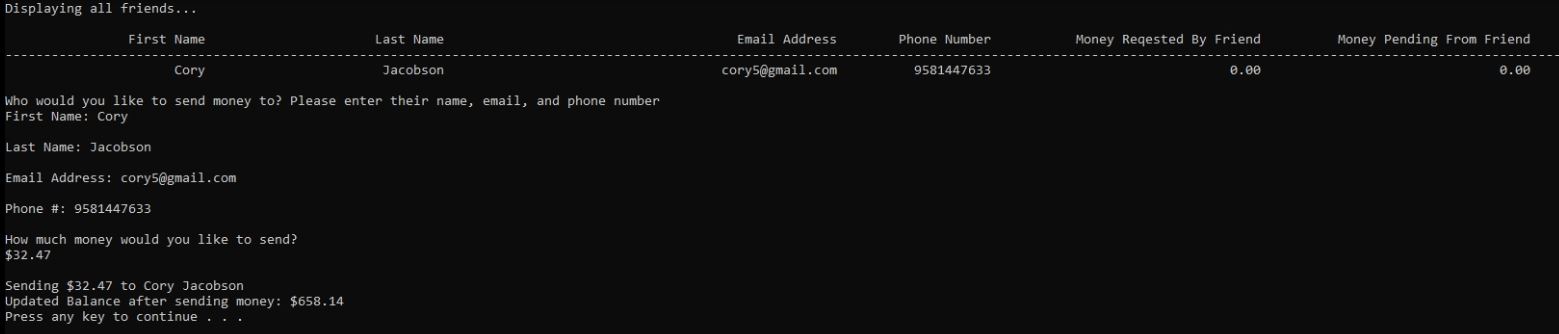 Displaying all friends...
First Name Last Name Email Address Phone Number Money Reqested By Friend Money Pending From Friend
--------------------------------------------------------------------------------------------------------------------------------------------------------------------------------------------------------
Cory Jacobson cory5@gmail.com 9581447633 0.00 0.00
Who would you like to send money to? Please enter their name, email, and phone number
First Name: Cory
Last Name: Jacobson
Email Address: cory5@gmail.com
Phone #: 9581447633
How much money would you like to send?
$32.47
Sending $32.47 to Cory Jacobson
Updated Balance after sending money: $658.14
Press any key to continue . . .